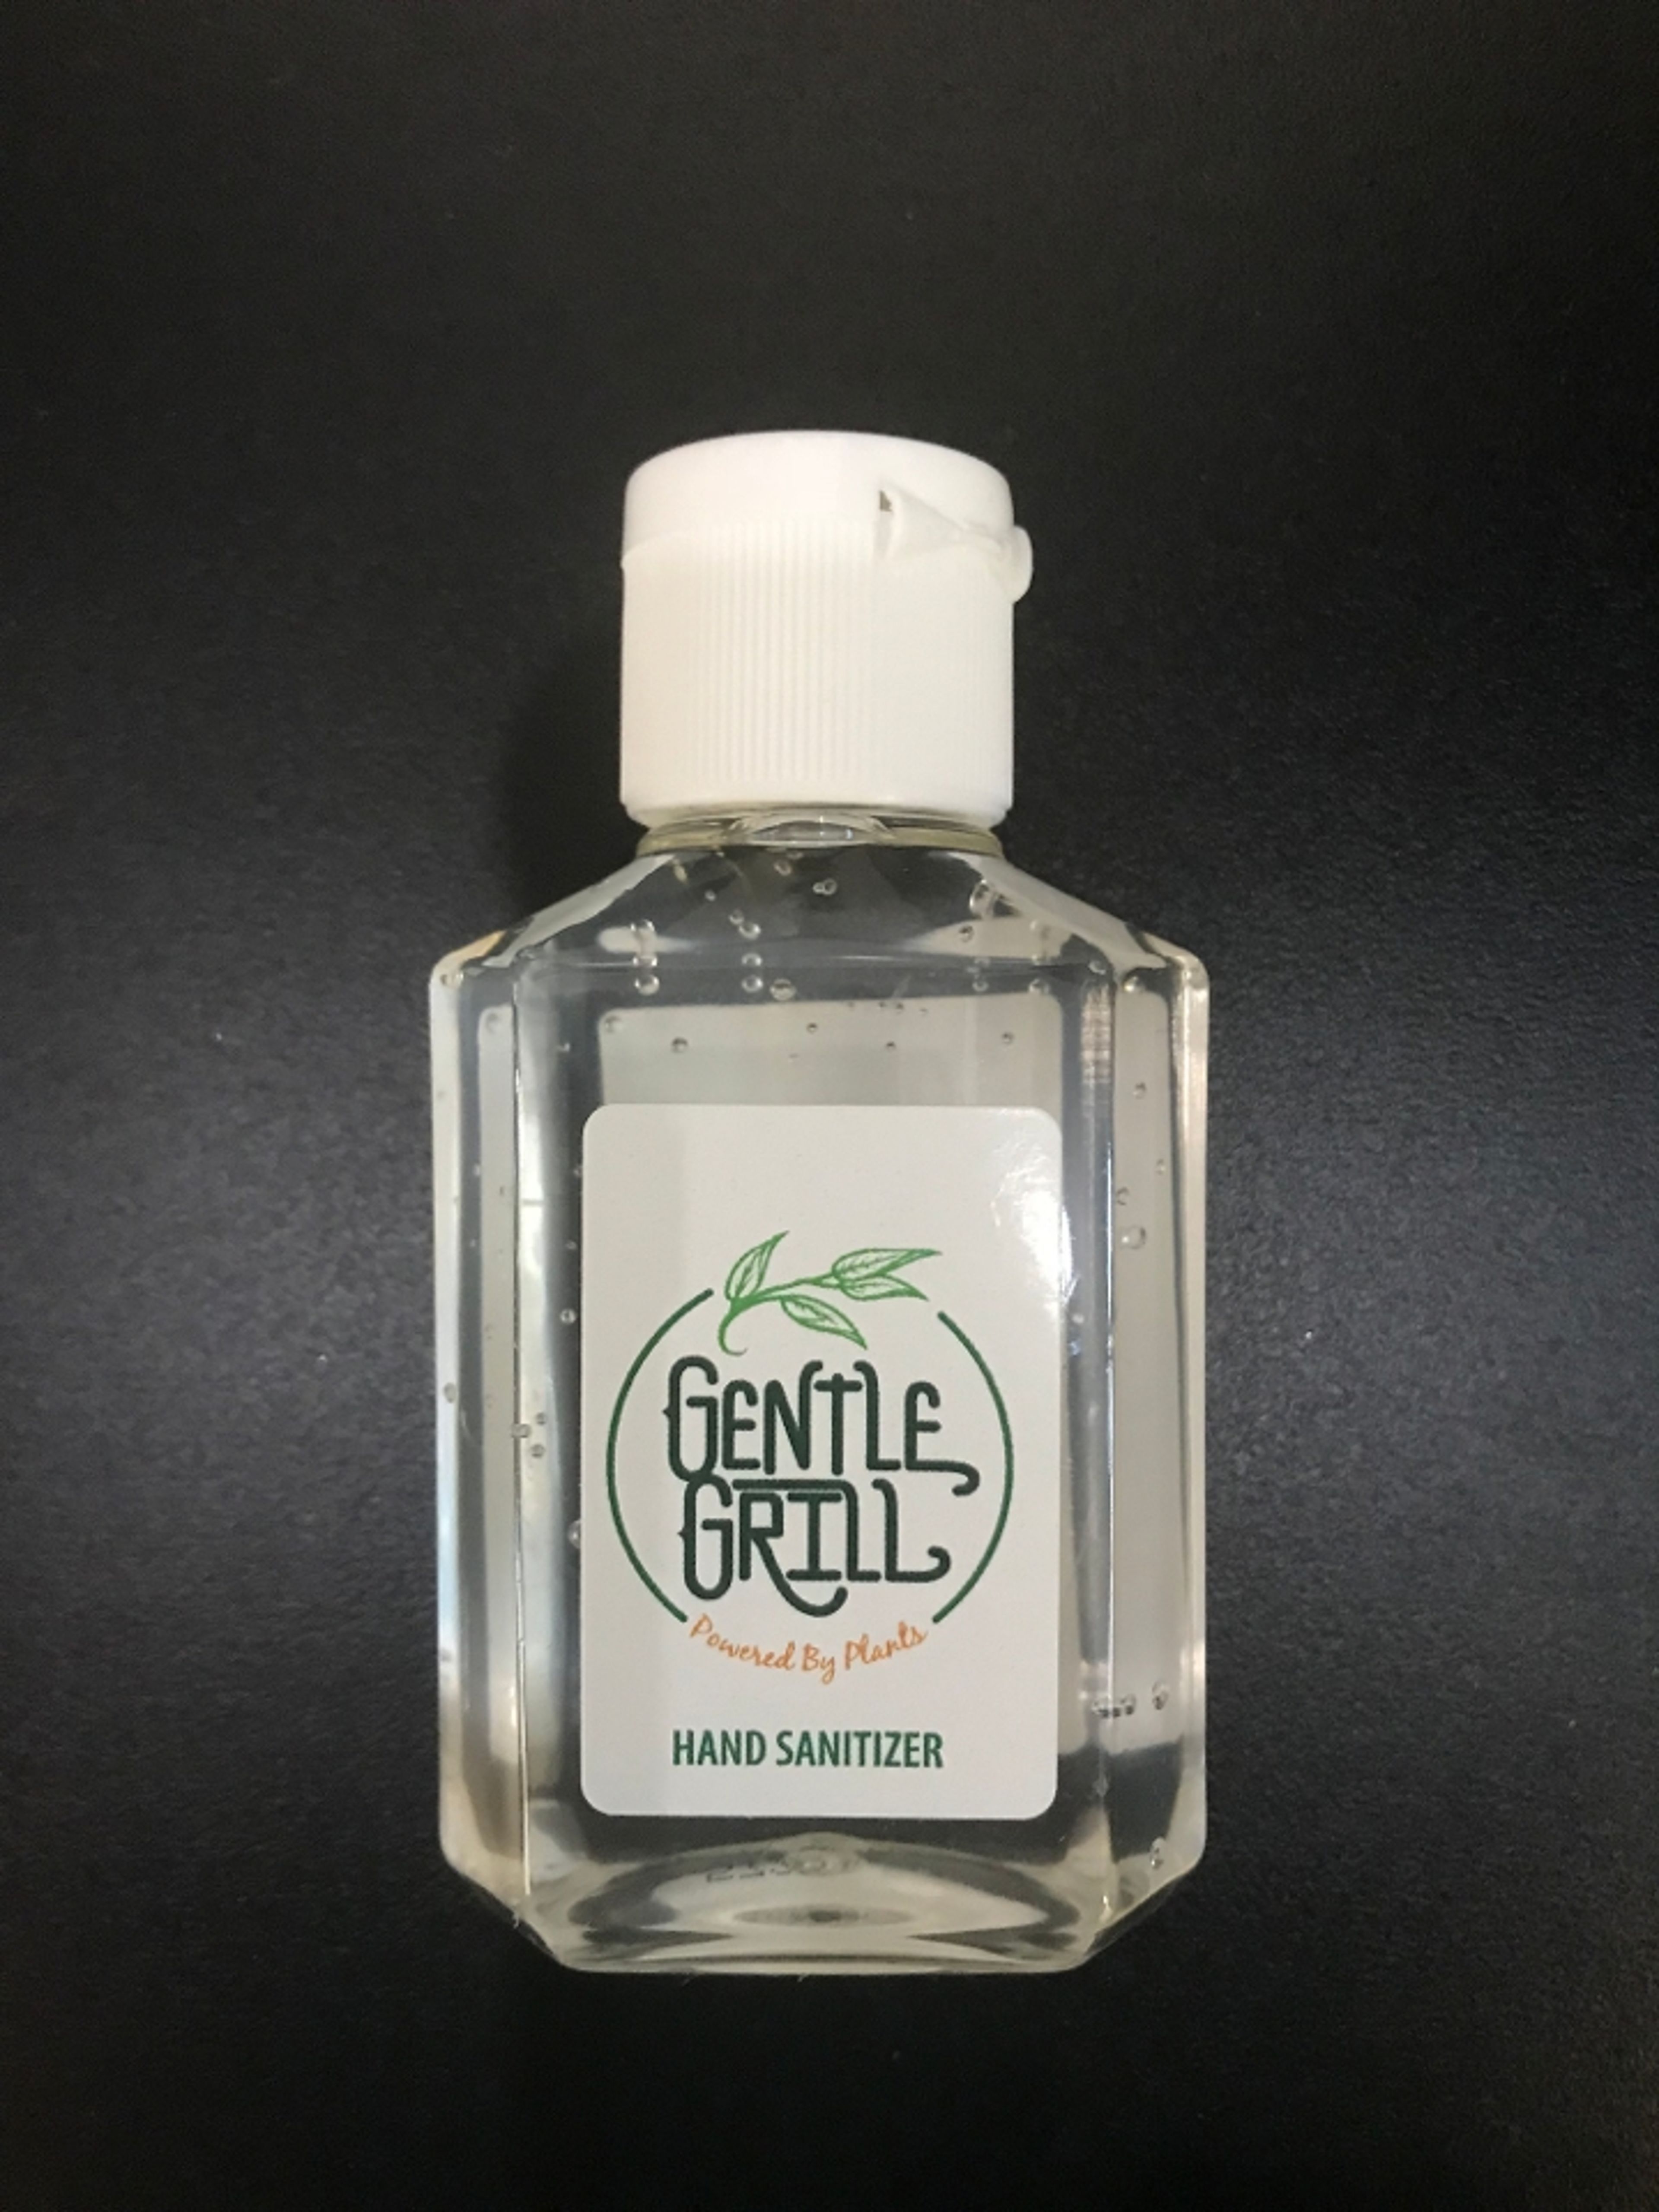 GENTLE
GRILL
Powered By Plants
HAND SANITIZER